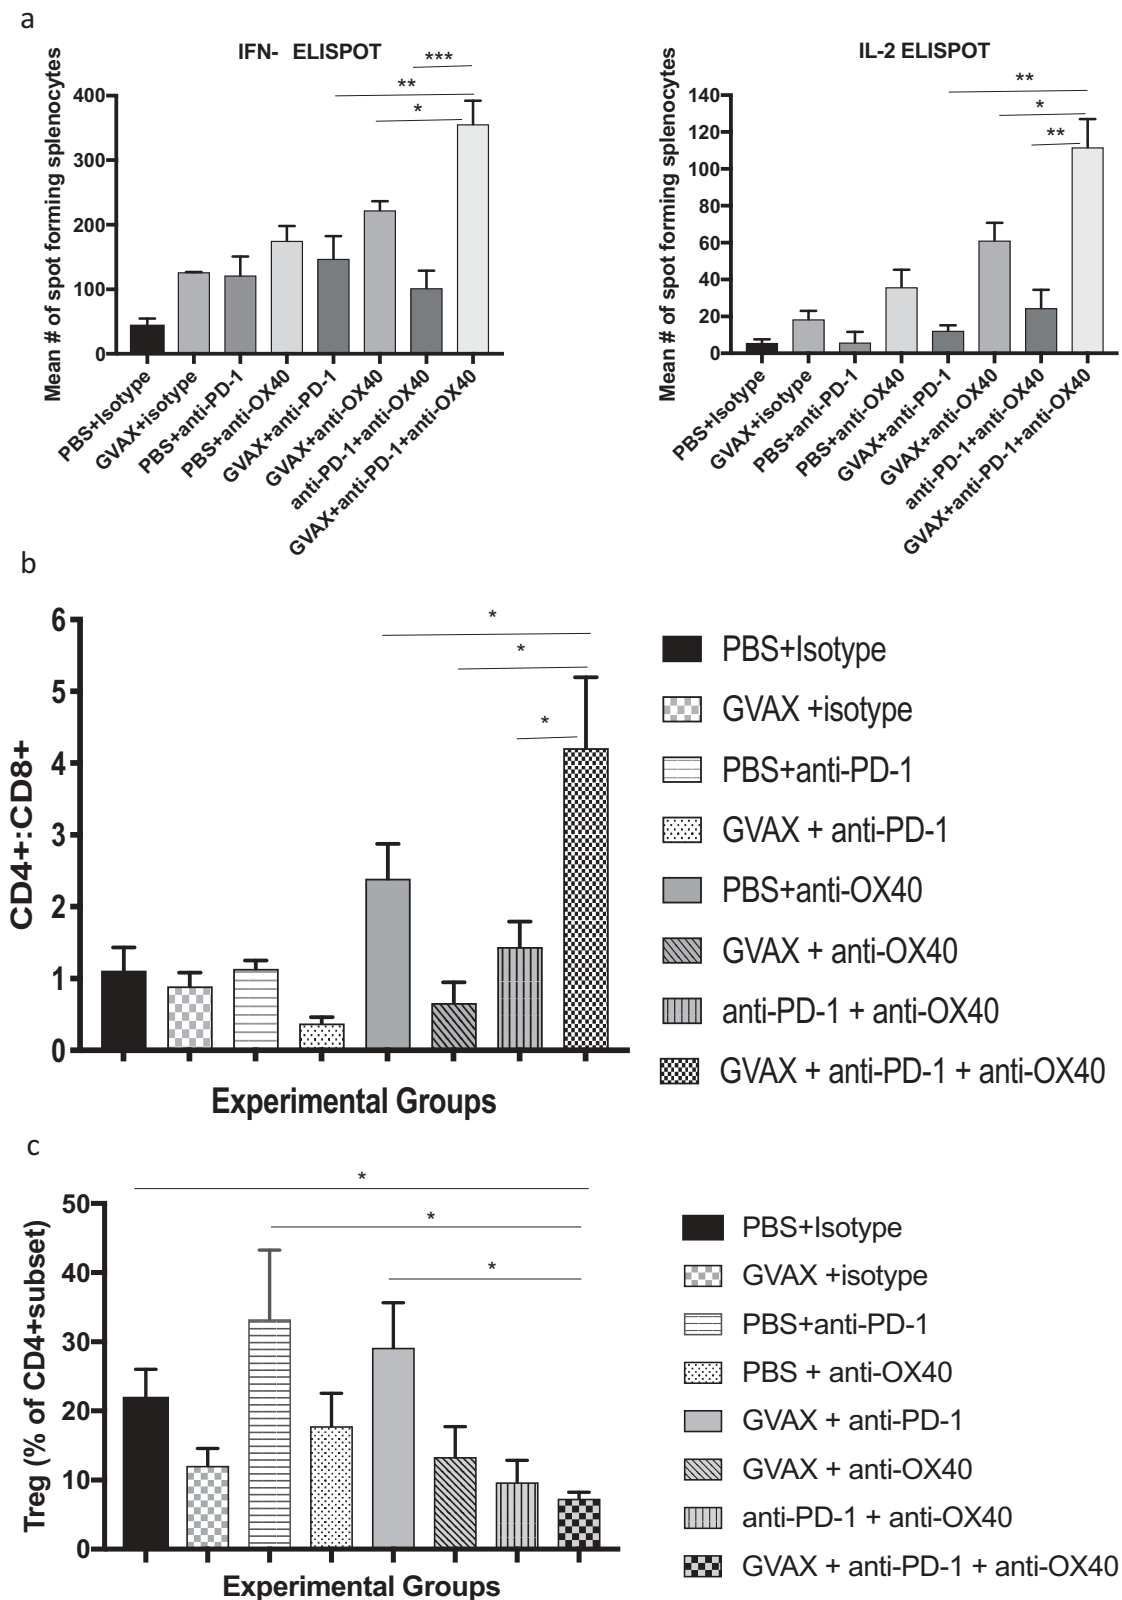 a
IFN- ELISPOT
Mean # of spot forming splenocytes
400
300
200
100
0
***
**
*
PBS+Isotype
GVAX+isotype
PBS+anti-PD-1
PBS+anti-OX40
GVAX+anti-PD-1
GVAX+anti-OX40
anti-PD-1+anti-OX40
GVAX+anti-PD-1+anti-OX40
IL-2 ELISPOT
Mean # of spot forming splenocytes
140
120
100
80
60
40
20
0
**
*
**
PBS+Isotype
GVAX+isotype
PBS+anti-PD-1
PBS+anti-OX40
GVAX+anti-PD-1
GVAX+anti-OX40
anti-PD-1+anti-OX40
GVAX+anti-PD-1+anti-OX40
b
CD4+:CD8+
6
5
4
3
2
1
0
*
*
*
Experimental Groups
PBS+Isotype
GVAX +isotype
PBS+anti-PD-1
GVAX + anti-PD-1
PBS+anti-OX40
GVAX + anti-OX40
anti-PD-1 + anti-OX40
GVAX + anti-PD-1 + anti-OX40
c
Treg (% of CD4+subset)
50
40
30
20
10
0
*
*
*
Experimental Groups
PBS+Isotype
GVAX +isotype
PBS+anti-PD-1
PBS + anti-OX40
GVAX + anti-PD-1
GVAX + anti-OX40
anti-PD-1 + anti-OX40
GVAX + anti-PD-1 + anti-OX40